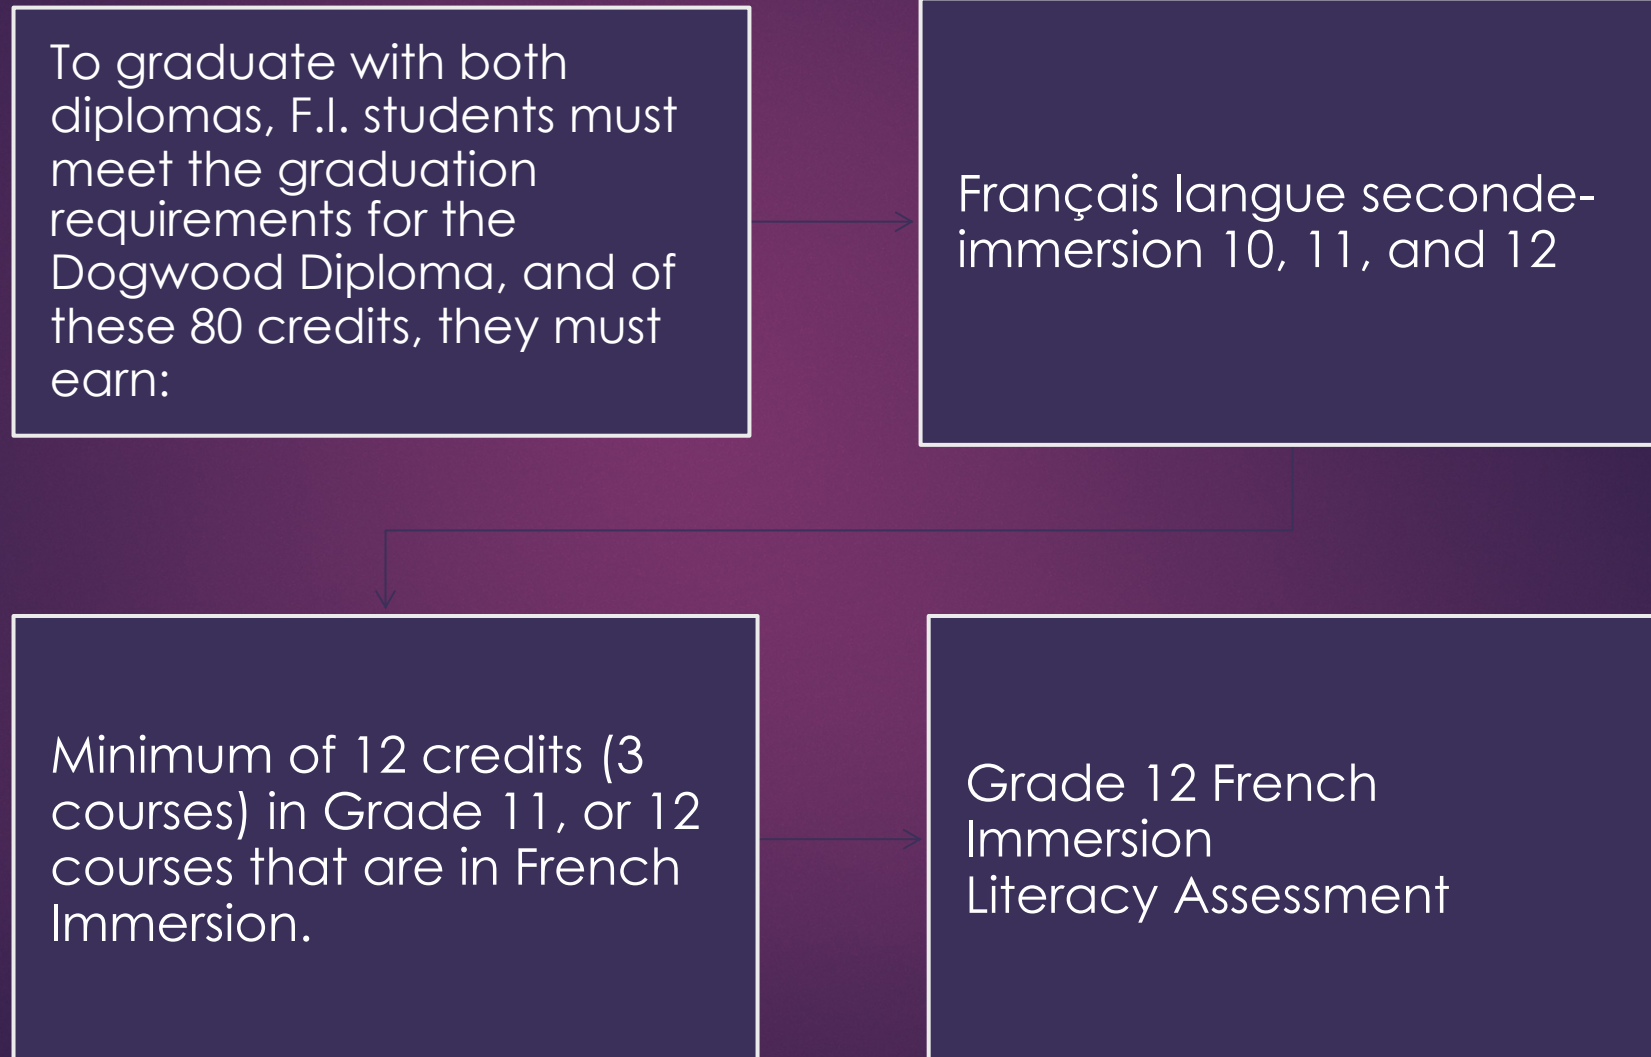 To graduate with both
diplomas, F.I. students must
meet the graduation
requirements for the
Dogwood Diploma, and of
these 80 credits, they must
earn:
Français langue seconde-
immersion 10, 11, and 12
Minimum of 12 credits (3
courses) in Grade 11, or 12
courses that are in French
Immersion.
Grade 12 French
Immersion
Literacy Assessment